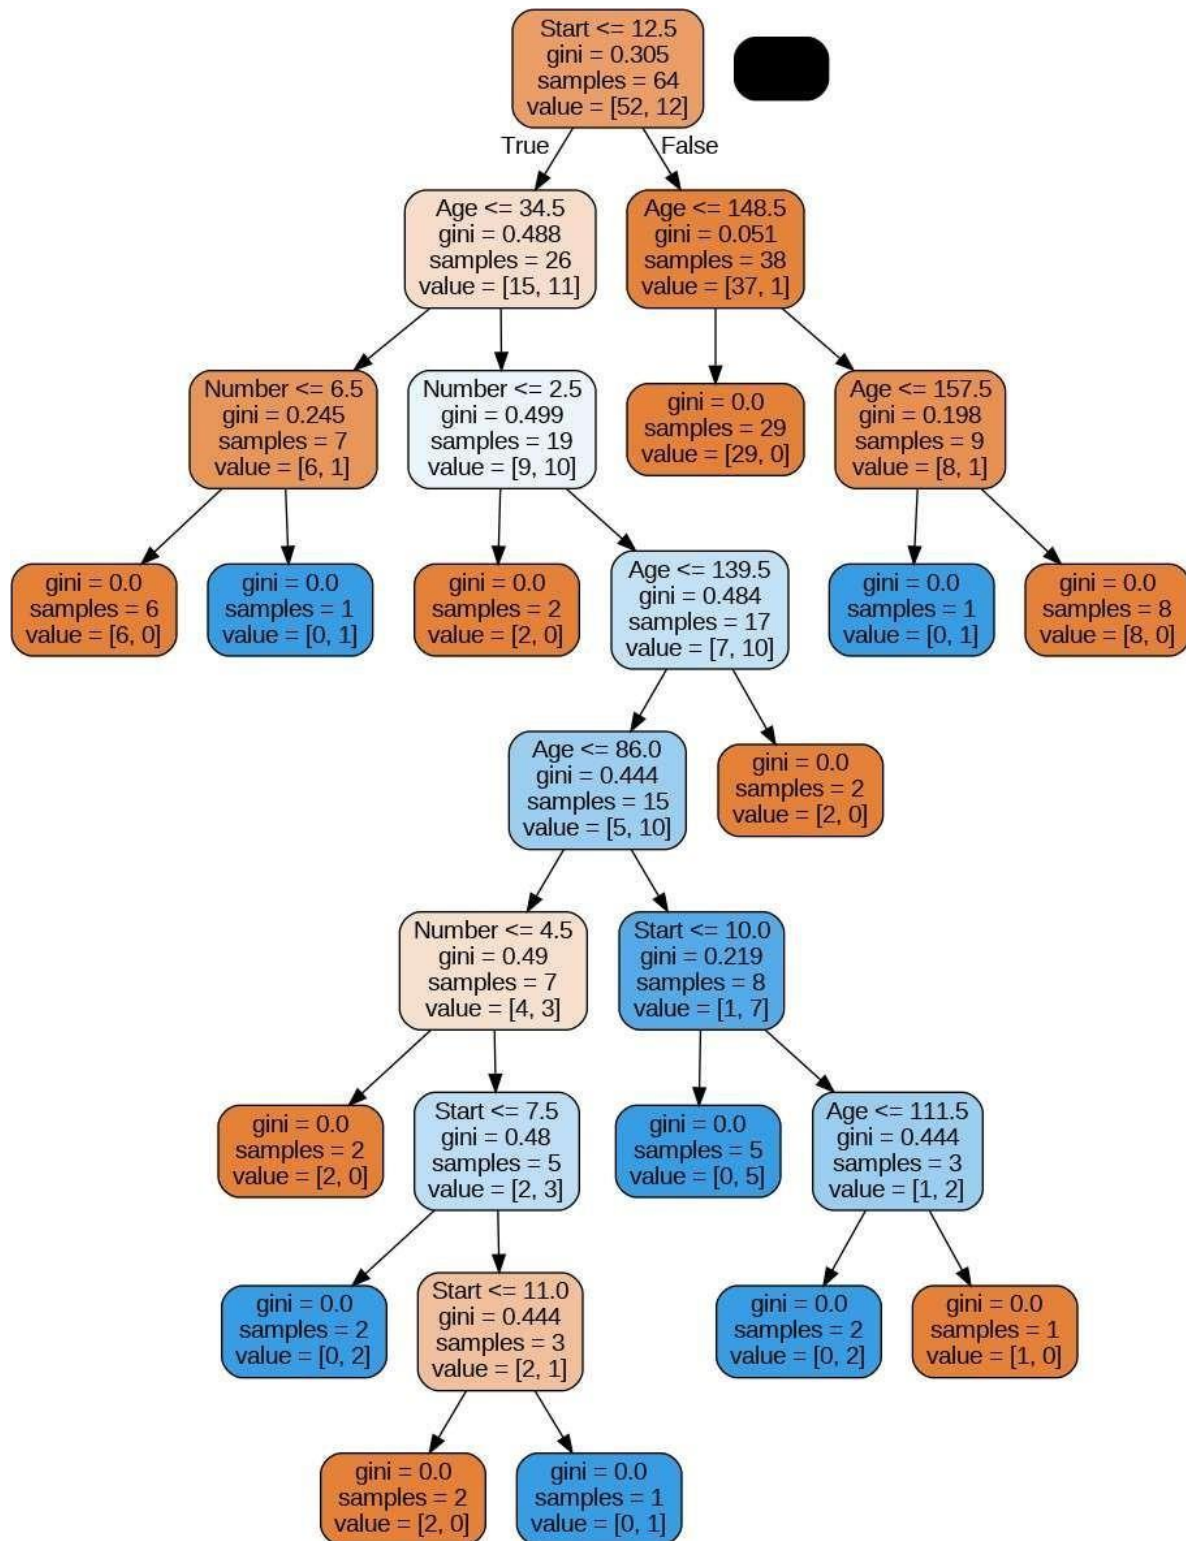 Start <= 12.5
gini = 0.305
samples = 64
value = [52, 12]
True
False
Age <= 34.5
gini = 0.488
samples = 26
value = [15, 11]
Age <= 148.5
gini = 0.051
samples = 38
value = [37, 1]
Number <= 6.5
gini = 0.245
samples = 7
value = [6, 1]
Number <= 2.5
gini = 0.499
samples = 19
value = [9, 10]
gini = 0.0
samples = 29
value = [29, 0]
Age <= 157.5
gini = 0.198
samples = 9
value = [8, 1]
gini = 0.0
samples = 6
value = [6, 0]
gini = 0.0
samples = 1
value = [0, 1]
gini = 0.0
samples = 2
value = [2, 0]
Age <= 139.5
gini = 0.484
samples = 17
value = [7, 10]
gini = 0.0
samples = 1
value = [0, 1]
gini = 0.0
samples = 8
value = [8, 0]
Age <= 86.0
gini = 0.444
samples = 15
value = [5, 10]
gini = 0.0
samples = 2
value = [2, 0]
Number <= 4.5
gini = 0.49
samples = 7
value = [4, 3]
Start <= 10.0
gini = 0.219
samples = 8
value = [1, 7]
gini = 0.0
samples = 2
value = [2, 0]
Start <= 7.5
gini = 0.48
samples = 5
value = [2, 3]
gini = 0.0
samples = 5
value = [0, 5]
Age <= 111.5
gini = 0.444
samples = 3
value = [1, 2]
gini = 0.0
samples = 2
value = [0, 2]
Start <= 11.0
gini = 0.444
samples = 3
value = [2, 1]
gini = 0.0
samples = 2
value = [0, 2]
gini = 0.0
samples = 1
value = [1, 0]
gini = 0.0
samples = 2
value = [2, 0]
gini = 0.0
samples = 1
value = [0, 1]